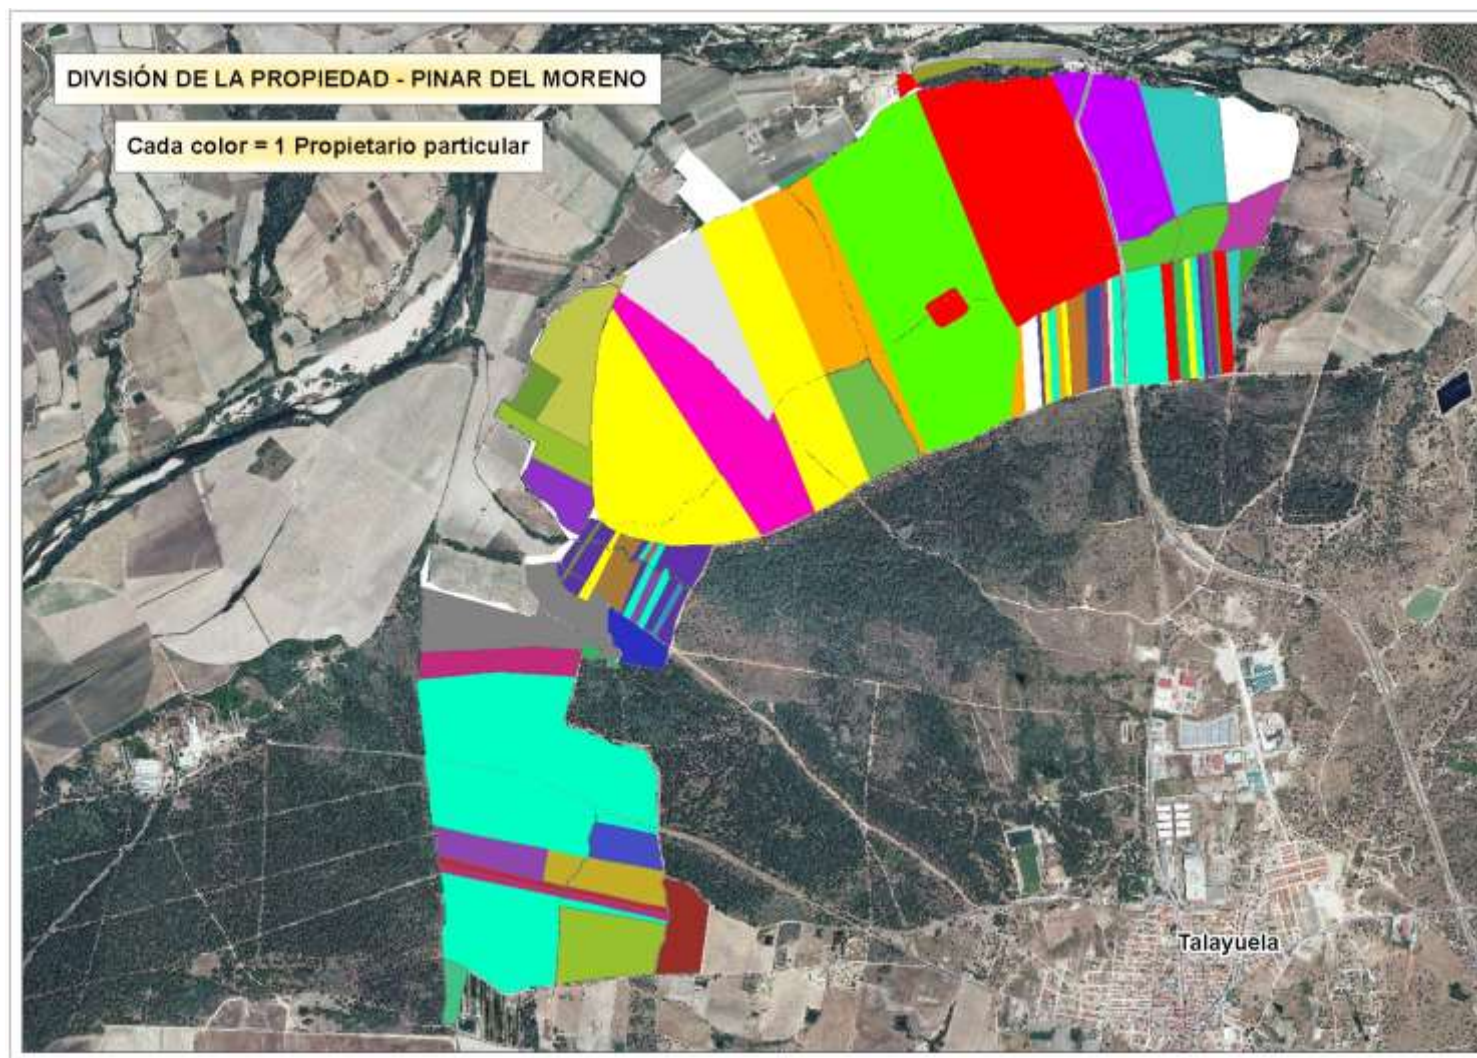 DIVISIÓN DE LA PROPIEDAD - PINAR DEL MORENO
Cada color = 1 Propietario particular
Talayuela